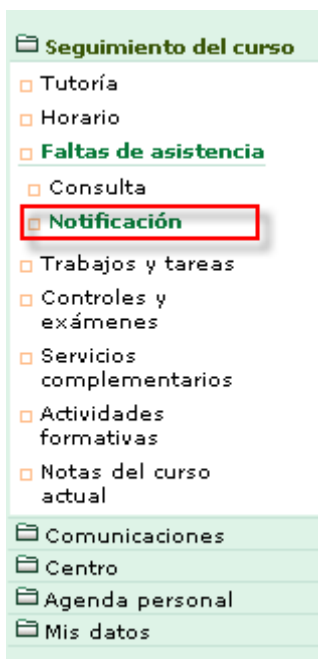 Seguimiento del curso
Tutoría
Horario
Faltas de asistencia
Consulta
Notificación
Trabajos y tareas
Controles y
exámenes
Servicios
complementarios
Actividades
formativas
Notas del curso
actual
Comunicaciones
Centro
Agenda personal
Mis datos